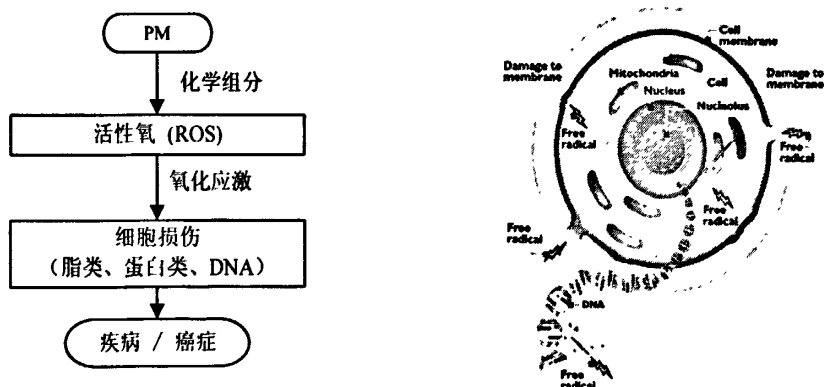 PM
化学组分
活性氧 (ROS)
氧化应激
细胞损伤
（脂类、蛋白类、DNA）
疾病 / 癌症
Cell
membrane
Damage to
membrane
Mitochondria
Nucleus
Cell
Nucleolus
Damage to
membrane
Free
radical
Free
radical
Free
radical
Free
radical
DNA
Free
radical